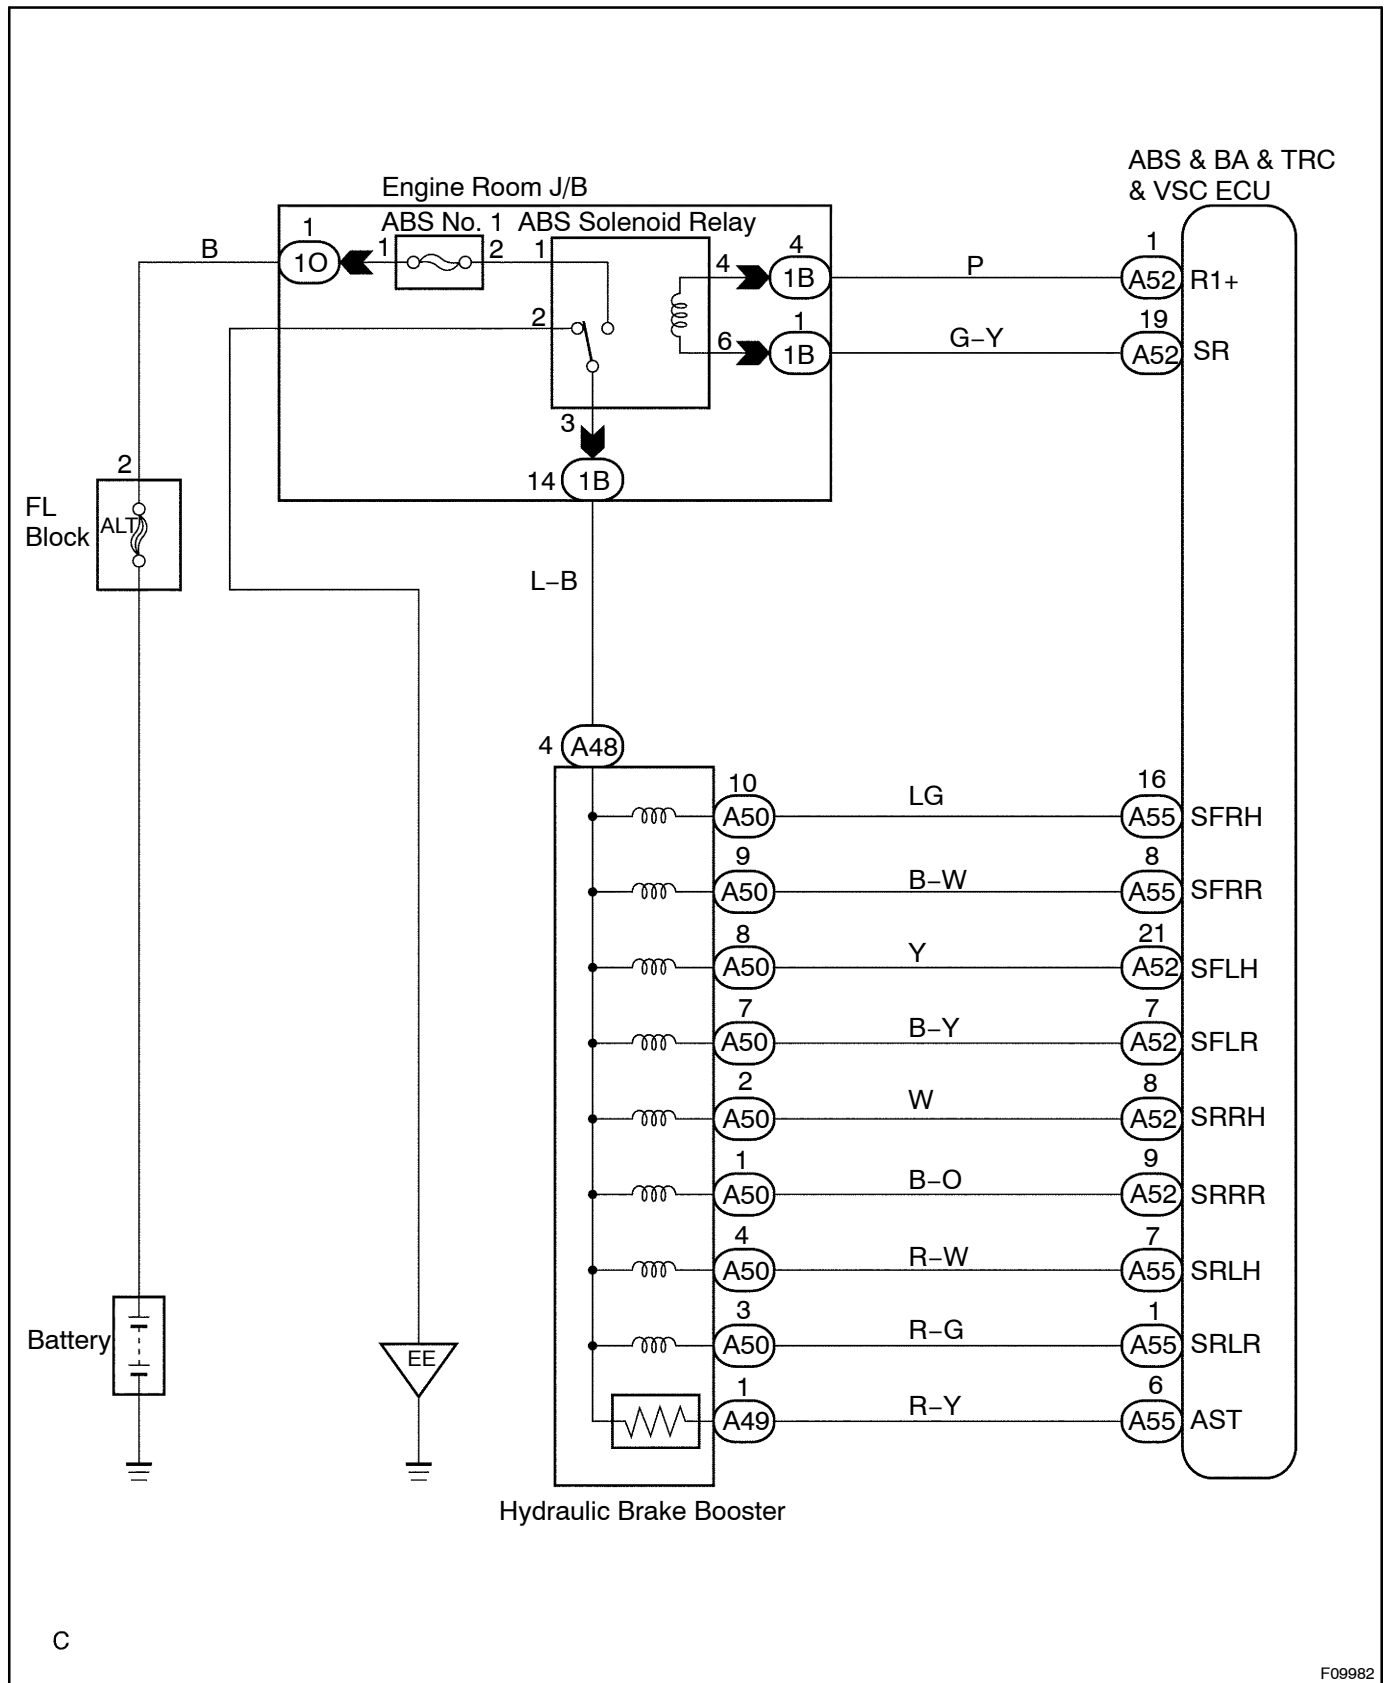 ABS & BA & TRC
& VSC ECU
Engine Room J/B
ABS No. 1 ABS Solenoid Relay
B
1
1O
1
2
1
4
4
1B
P
1
A52
R1+
2
6
1
1B
G-Y
19
A52
SR
3
14
1B
2
FL
Block
ALT
L-B
4
A48
10
A50
LG
16
A55
SFRH
9
A50
B-W
8
A55
SFRR
8
A50
Y
21
A52
SFLH
7
A50
B-Y
7
A52
SFLR
2
A50
W
8
A52
SRRH
1
A50
B-O
9
A52
SRRR
4
A50
R-W
7
A55
SRLH
3
A50
R-G
1
A55
SRLR
Battery
EE
1
A49
R-Y
6
A55
AST
Hydraulic Brake Booster
C
F09982